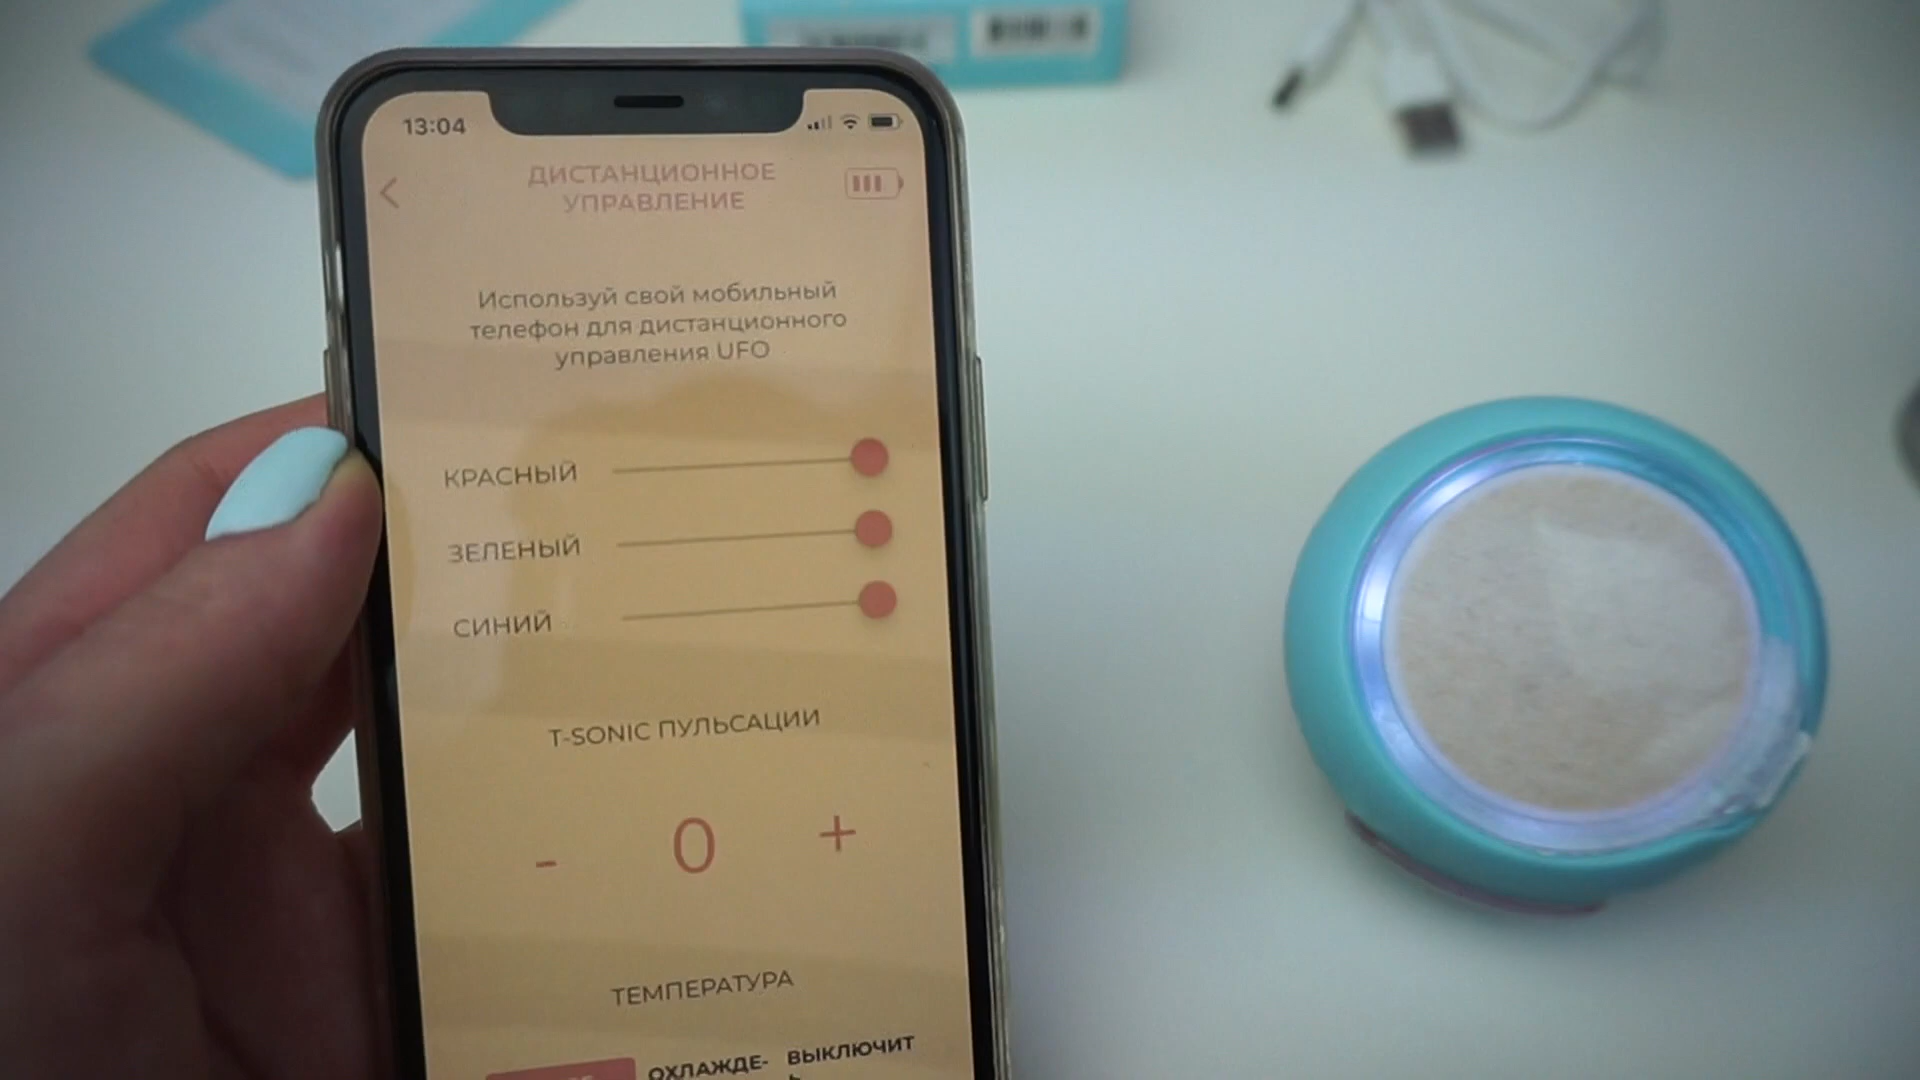 13:04
ДИСТАНЦИОННОЕ
УПРАВЛЕНИЕ
Используй свой мобильный
телефон для дистанционного
управления UFO
КРАСНЫЙ
ЗЕЛЕНЫЙ
СИНИЙ
T-SONIC ПУЛЬСАЦИИ
- 0 +
ТЕМПЕРАТУРА
ОХЛАЖДЕ- ВЫКЛЮЧИТ